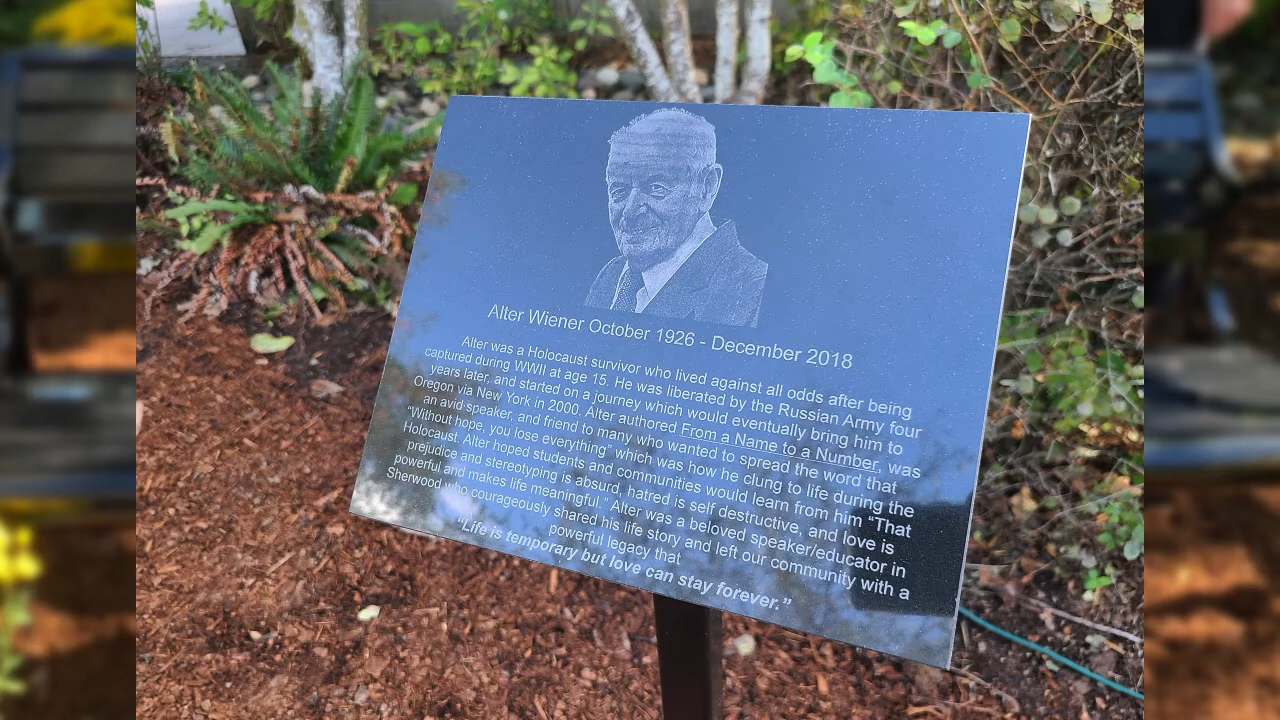 Alter Wiener October 1926 - December 2018
Alter was a Holocaust survivor who lived against all odds after being
captured during WWII at age 15. He was liberated by the Russian Army four
years later, and started on a journey which would eventually bring him to
Oregon via New York in 2000. Alter authored From a Name to a Number, was
an avid speaker, and friend to many who wanted to spread the word that
“Without hope, you lose everything” which was how he clung to life during the
Holocaust. Alter hoped students and communities would learn from him “That
prejudice and stereotyping is absurd, hatred is self destructive, and love is
powerful and makes life meaningful.” Alter was a beloved speaker/educator in
Sherwood who courageously shared his life story and left our community with a
powerful legacy that
“Life is temporary but love can stay forever.”